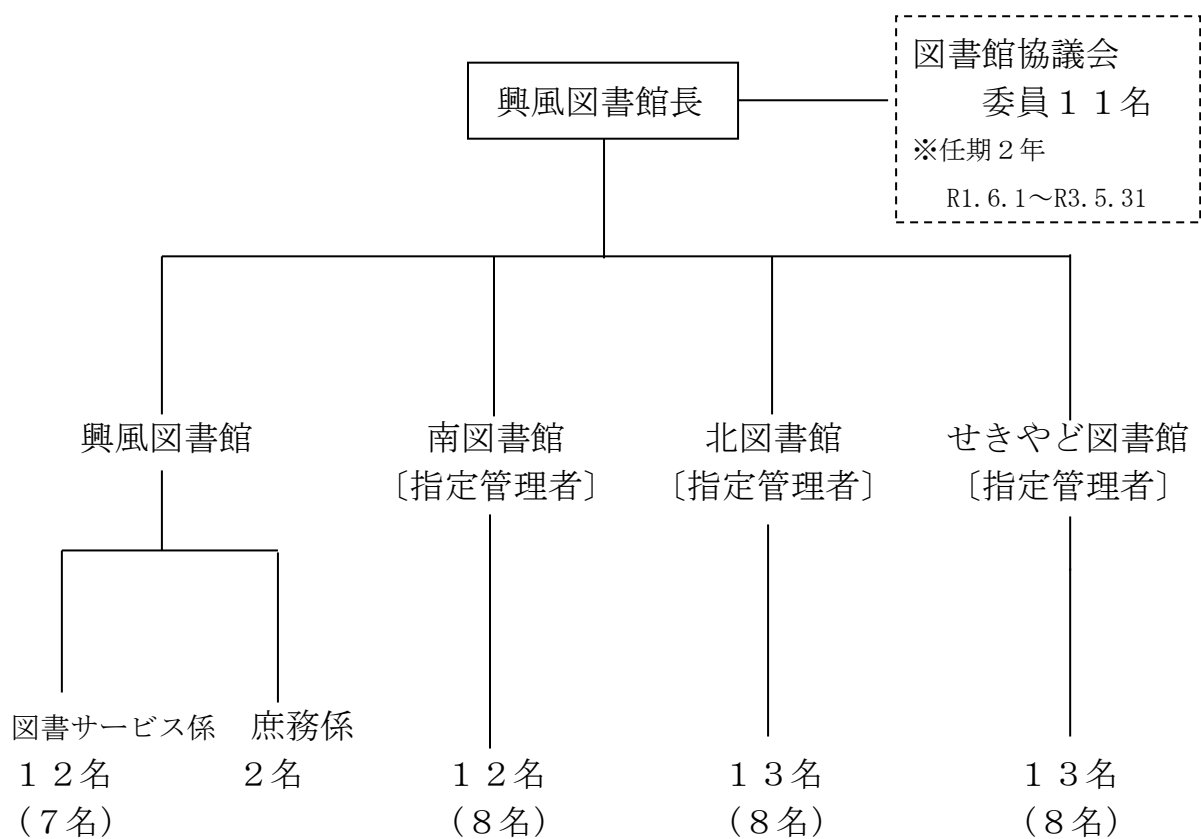 図書館協議会
興風図書館長
委員１１名
※任期２年
R1.6.1～R3.5.31
興風図書館
南図書館
〔指定管理者〕
北図書館
〔指定管理者〕
せきやど図書館
〔指定管理者〕
図書サービス係
１２名
（７名）
庶務係
２名
１２名
（８名）
１３名
（８名）
１３名
（８名）